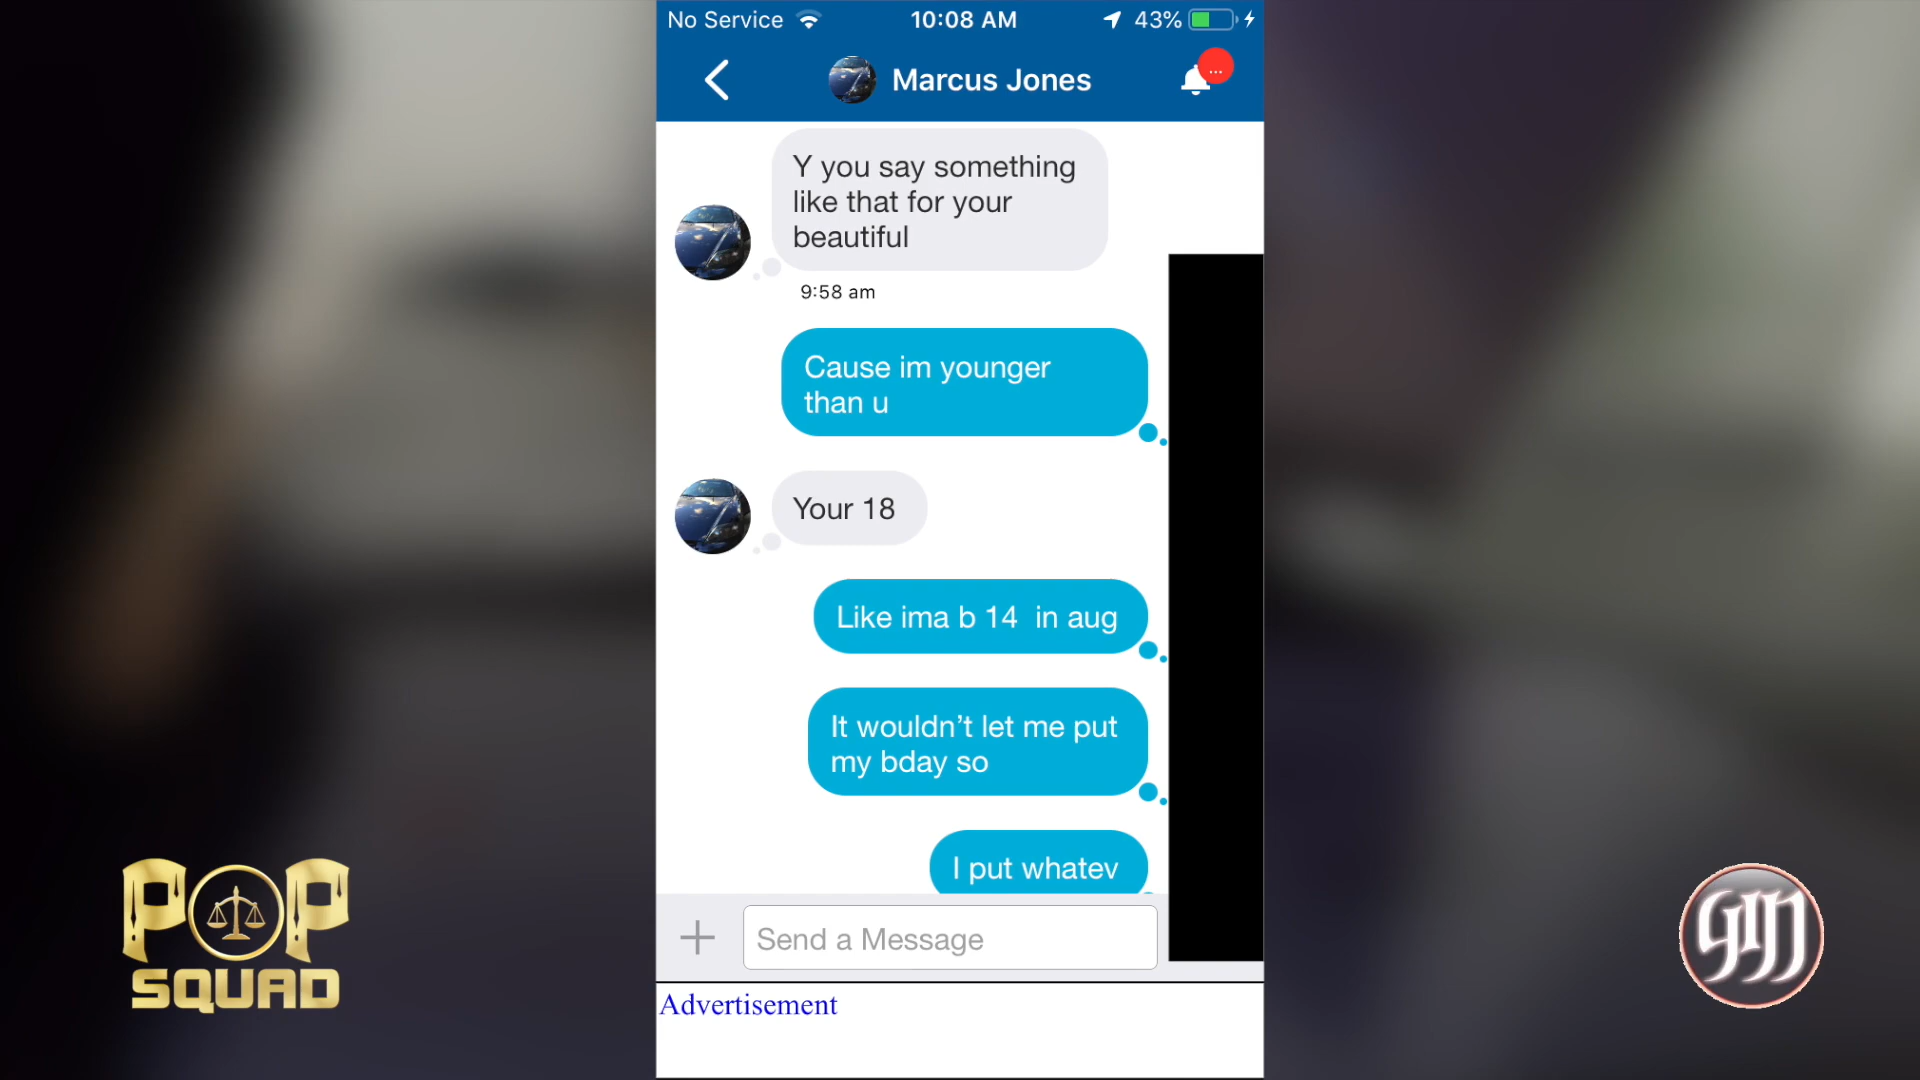 No Service
10:08 AM
43%
Marcus Jones
...
Y you say something
like that for your
beautiful
9:58 am
Cause im younger
than u
Your 18
Like ima b 14  in aug
It wouldn’t let me put
my bday so
I put whatev
Send a Message
Advertisement
POP
SQUAD